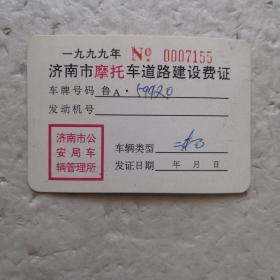 一九九九年 № 0007155
济南市摩托车道路建设费证
车牌号码 鲁A·59920
发动机号
济南市公
安局车
辆管理所
车辆类型
发证日期 年 月 日